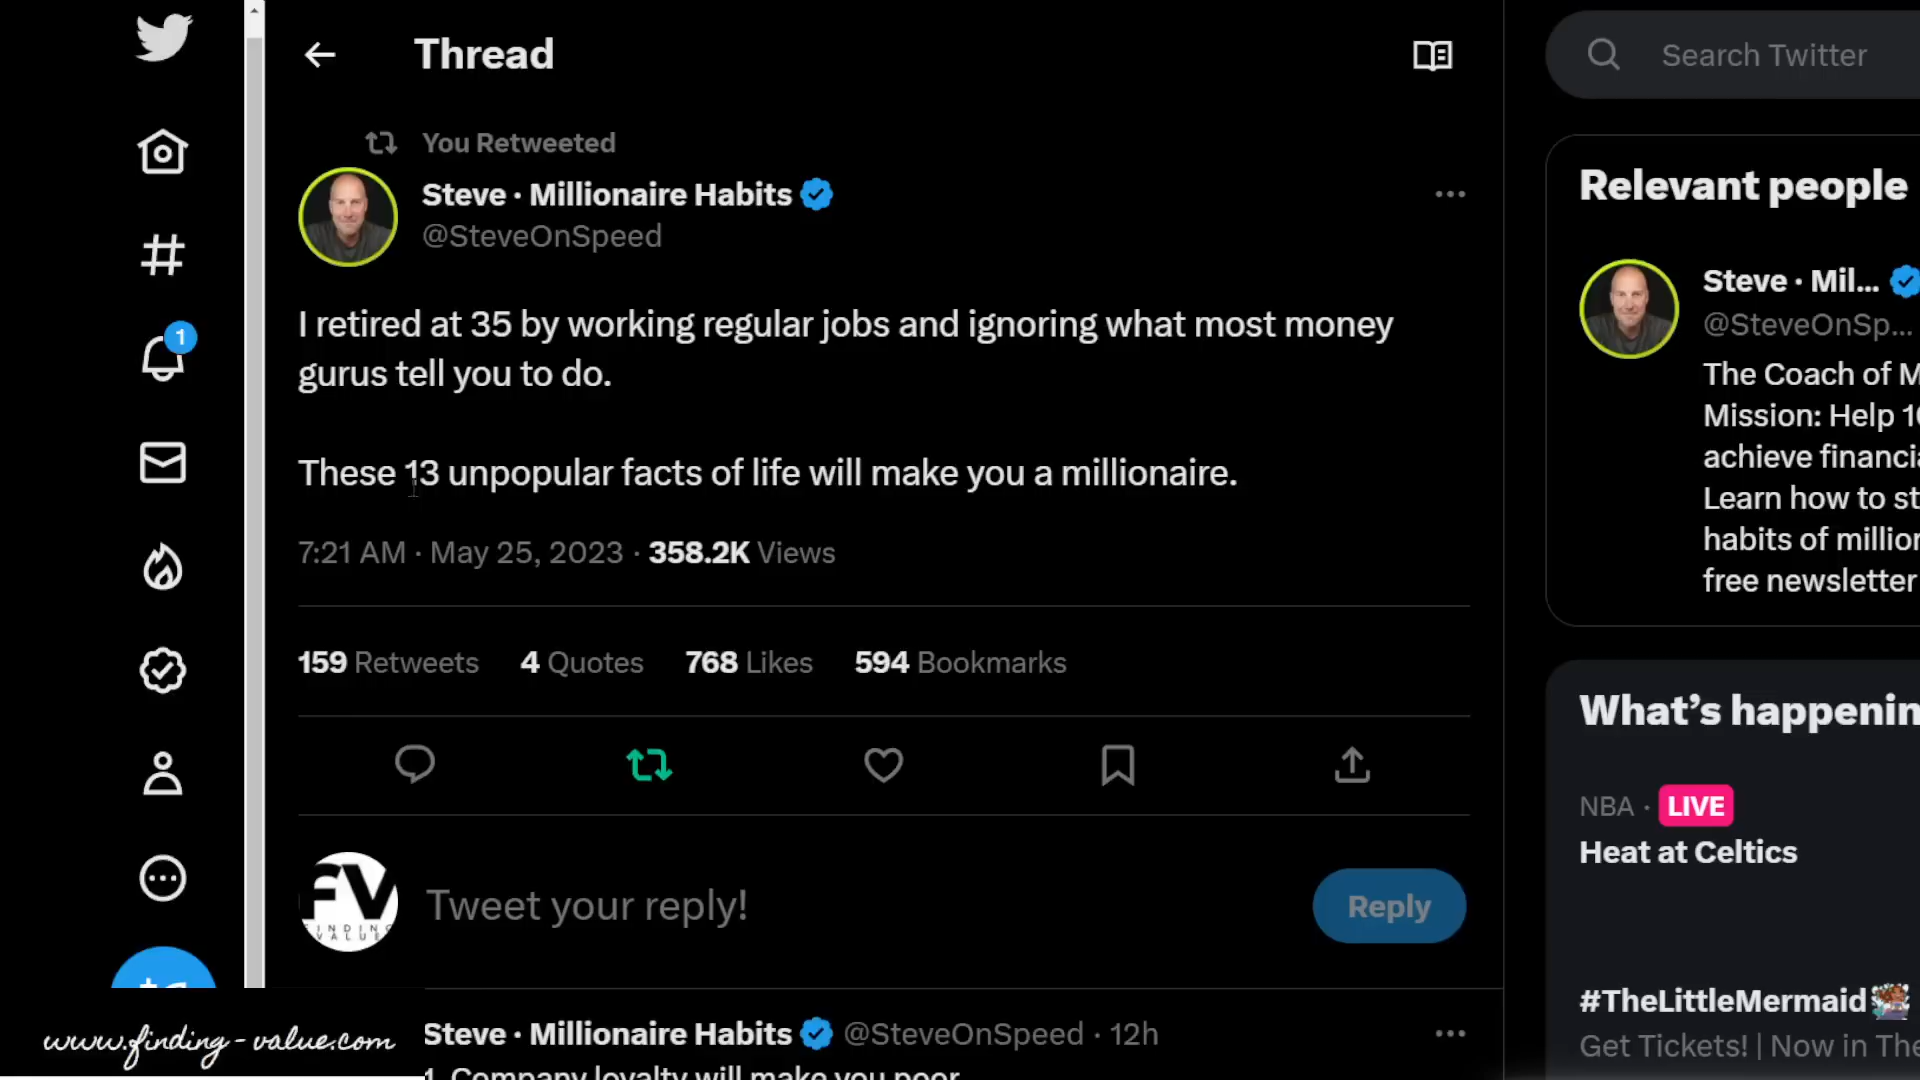 Thread
Search Twitter
You Retweeted
Steve · Millionaire Habits
@SteveOnSpeed
I retired at 35 by working regular jobs and ignoring what most money
gurus tell you to do.
These 13 unpopular facts of life will make you a millionaire.
7:21 AM · May 25, 2023 · 358.2K Views
159 Retweets 4 Quotes 768 Likes 594 Bookmarks
FV
FINDING
VALUE
Tweet your reply!
Reply
Steve · Millionaire Habits @SteveOnSpeed · 12h
1. Company loyalty will make you poor
1
Relevant people
Steve · Mil...
@SteveOnSp...
The Coach of M
Mission: Help 10
achieve financia
Learn how to st
habits of million
free newsletter
What's happenin
NBA · LIVE
Heat at Celtics
#TheLittleMermaid
Get Tickets! | Now in The
www.finding-value.com